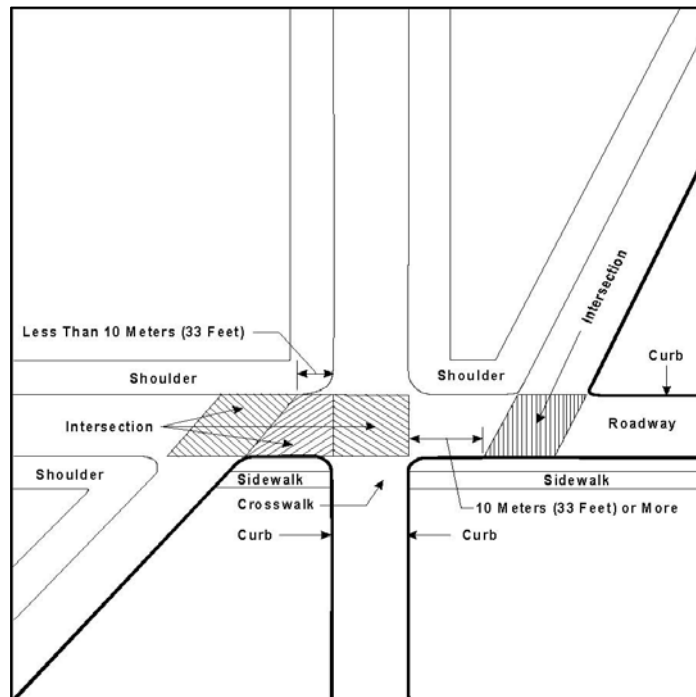 Intersection
Less Than 10 Meters (33 Feet)
Shoulder
Shoulder
Curb
Intersection
Roadway
Shoulder
Sidewalk
Sidewalk
Crosswalk
10 Meters (33 Feet) or More
Curb
Curb